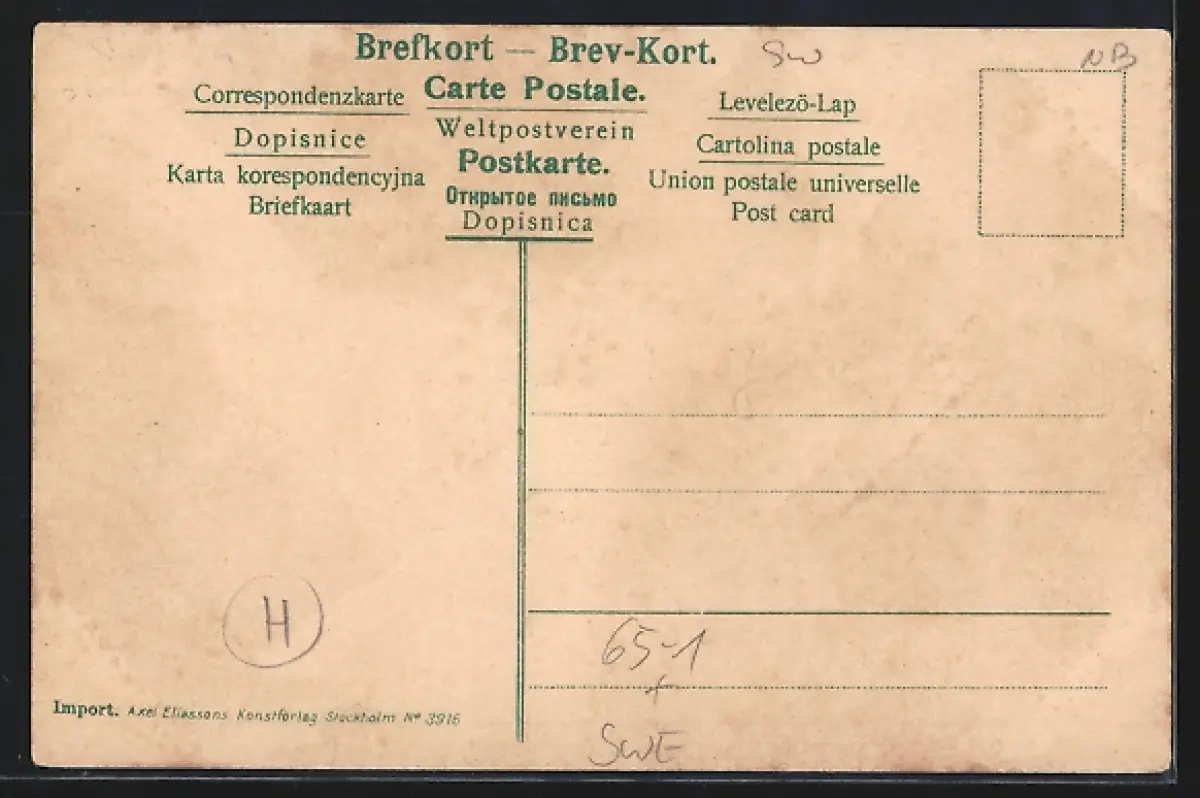 Brefkort — Brev-Kort.
SW
NB
Correspondenzkarte
Carte Postale.
Levelezö-Lap
Dopisnice
Weltpostverein
Cartolina postale
Karta korespondencyjna
Postkarte.
Union postale universelle
Briefkaart
Открытое письмо
Post card
Dopisnica
H
65-1
SWE
Import. Axel Eliassons Konstförlag Stockholm Nº 3916